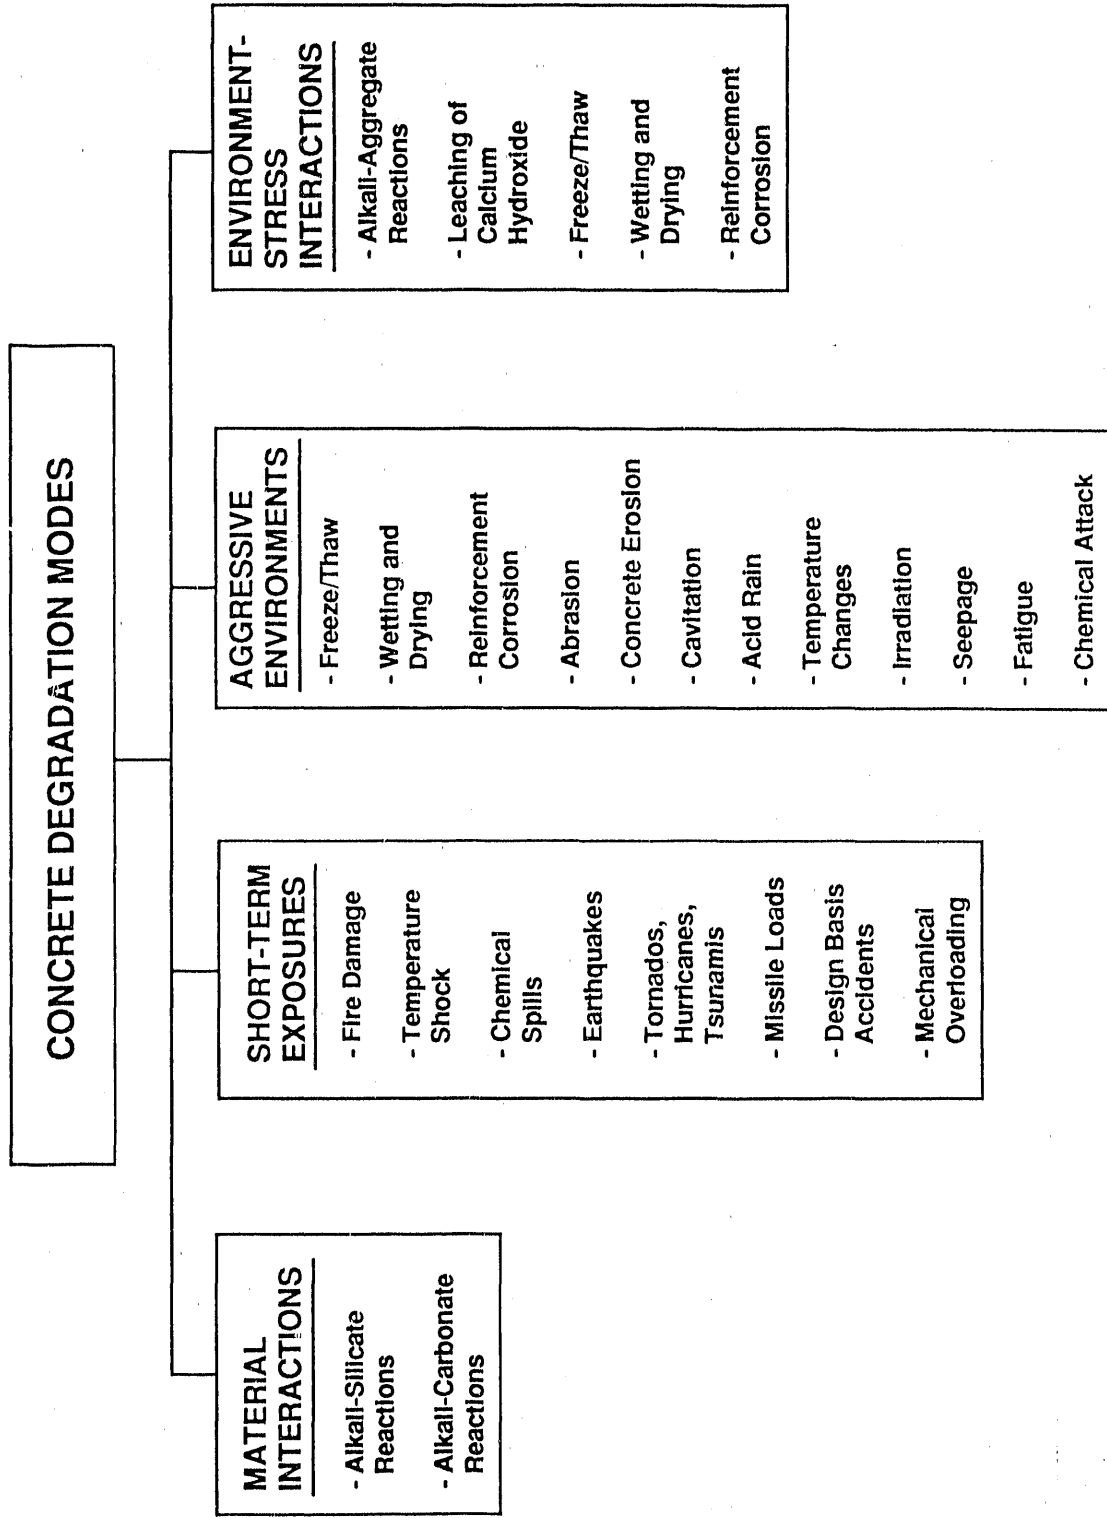 CONCRETE DEGRADATION MODES
MATERIAL
INTERACTIONS
- Alkali-Silicate
Reactions
- Alkali-Carbonate
Reactions
SHORT-TERM
EXPOSURES
- Fire Damage
- Temperature
Shock
- Chemical
Spills
- Earthquakes
- Tornados,
Hurricanes,
Tsunamis
- Missile Loads
- Design Basis
Accidents
- Mechanical
Overloading
AGGRESSIVE
ENVIRONMENTS
- Freeze/Thaw
- Wetting and
Drying
- Reinforcement
Corrosion
- Abrasion
- Concrete Erosion
- Cavitation
- Acid Rain
- Temperature
Changes
- Irradiation
- Seepage
- Fatigue
- Chemical Attack
ENVIRONMENT-
STRESS
INTERACTIONS
- Alkali-Aggregate
Reactions
- Leaching of
Calcium
Hydroxide
- Freeze/Thaw
- Wetting and
Drying
- Reinforcement
Corrosion